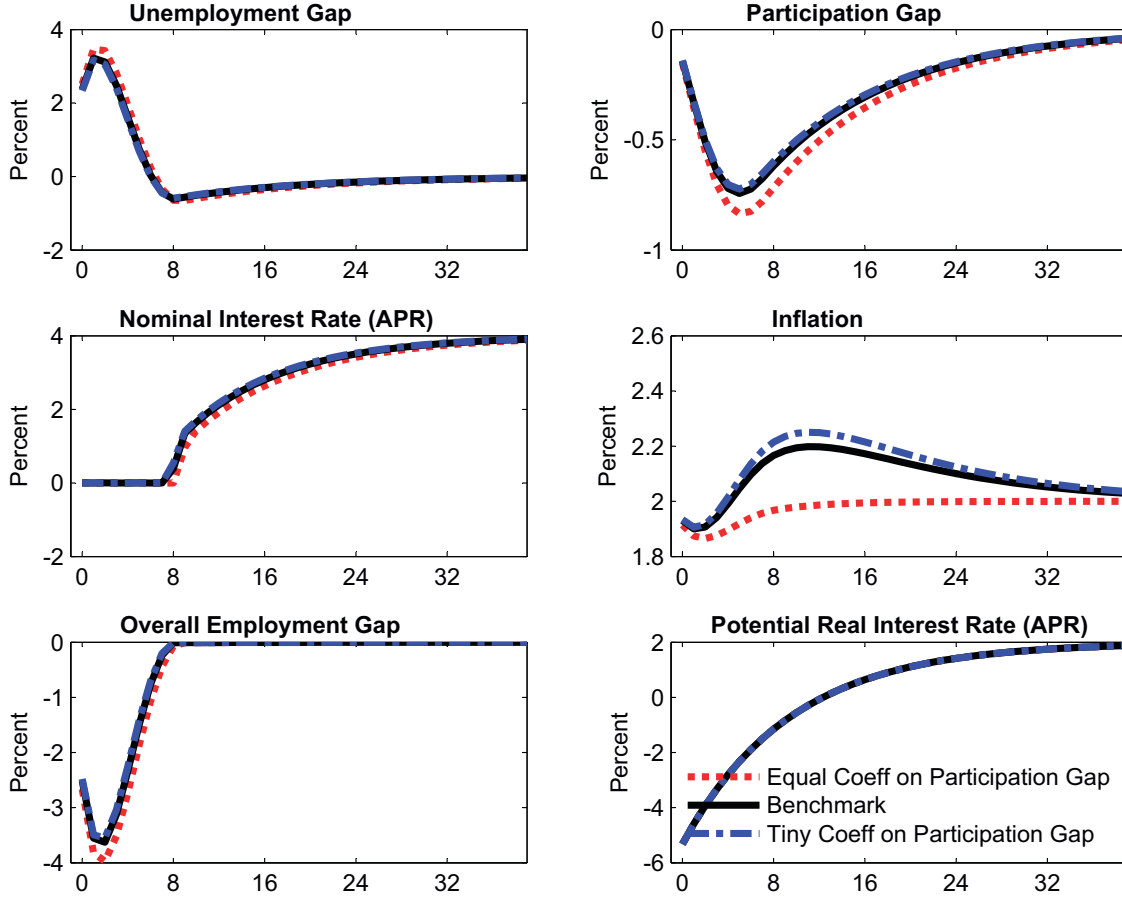 Unemployment Gap
Percent
4
2
0
-2
0 8 16 24 32
Participation Gap
Percent
0
-0.5
-1
0 8 16 24 32
Nominal Interest Rate (APR)
Percent
4
2
0
-2
0 8 16 24 32
Inflation
Percent
2.6
2.4
2.2
2
1.8
0 8 16 24 32
Overall Employment Gap
Percent
0
-1
-2
-3
-4
0 8 16 24 32
Potential Real Interest Rate (APR)
Percent
2
0
-2
-4
-6
Equal Coeff on Participation Gap
Benchmark
Tiny Coeff on Participation Gap
0 8 16 24 32